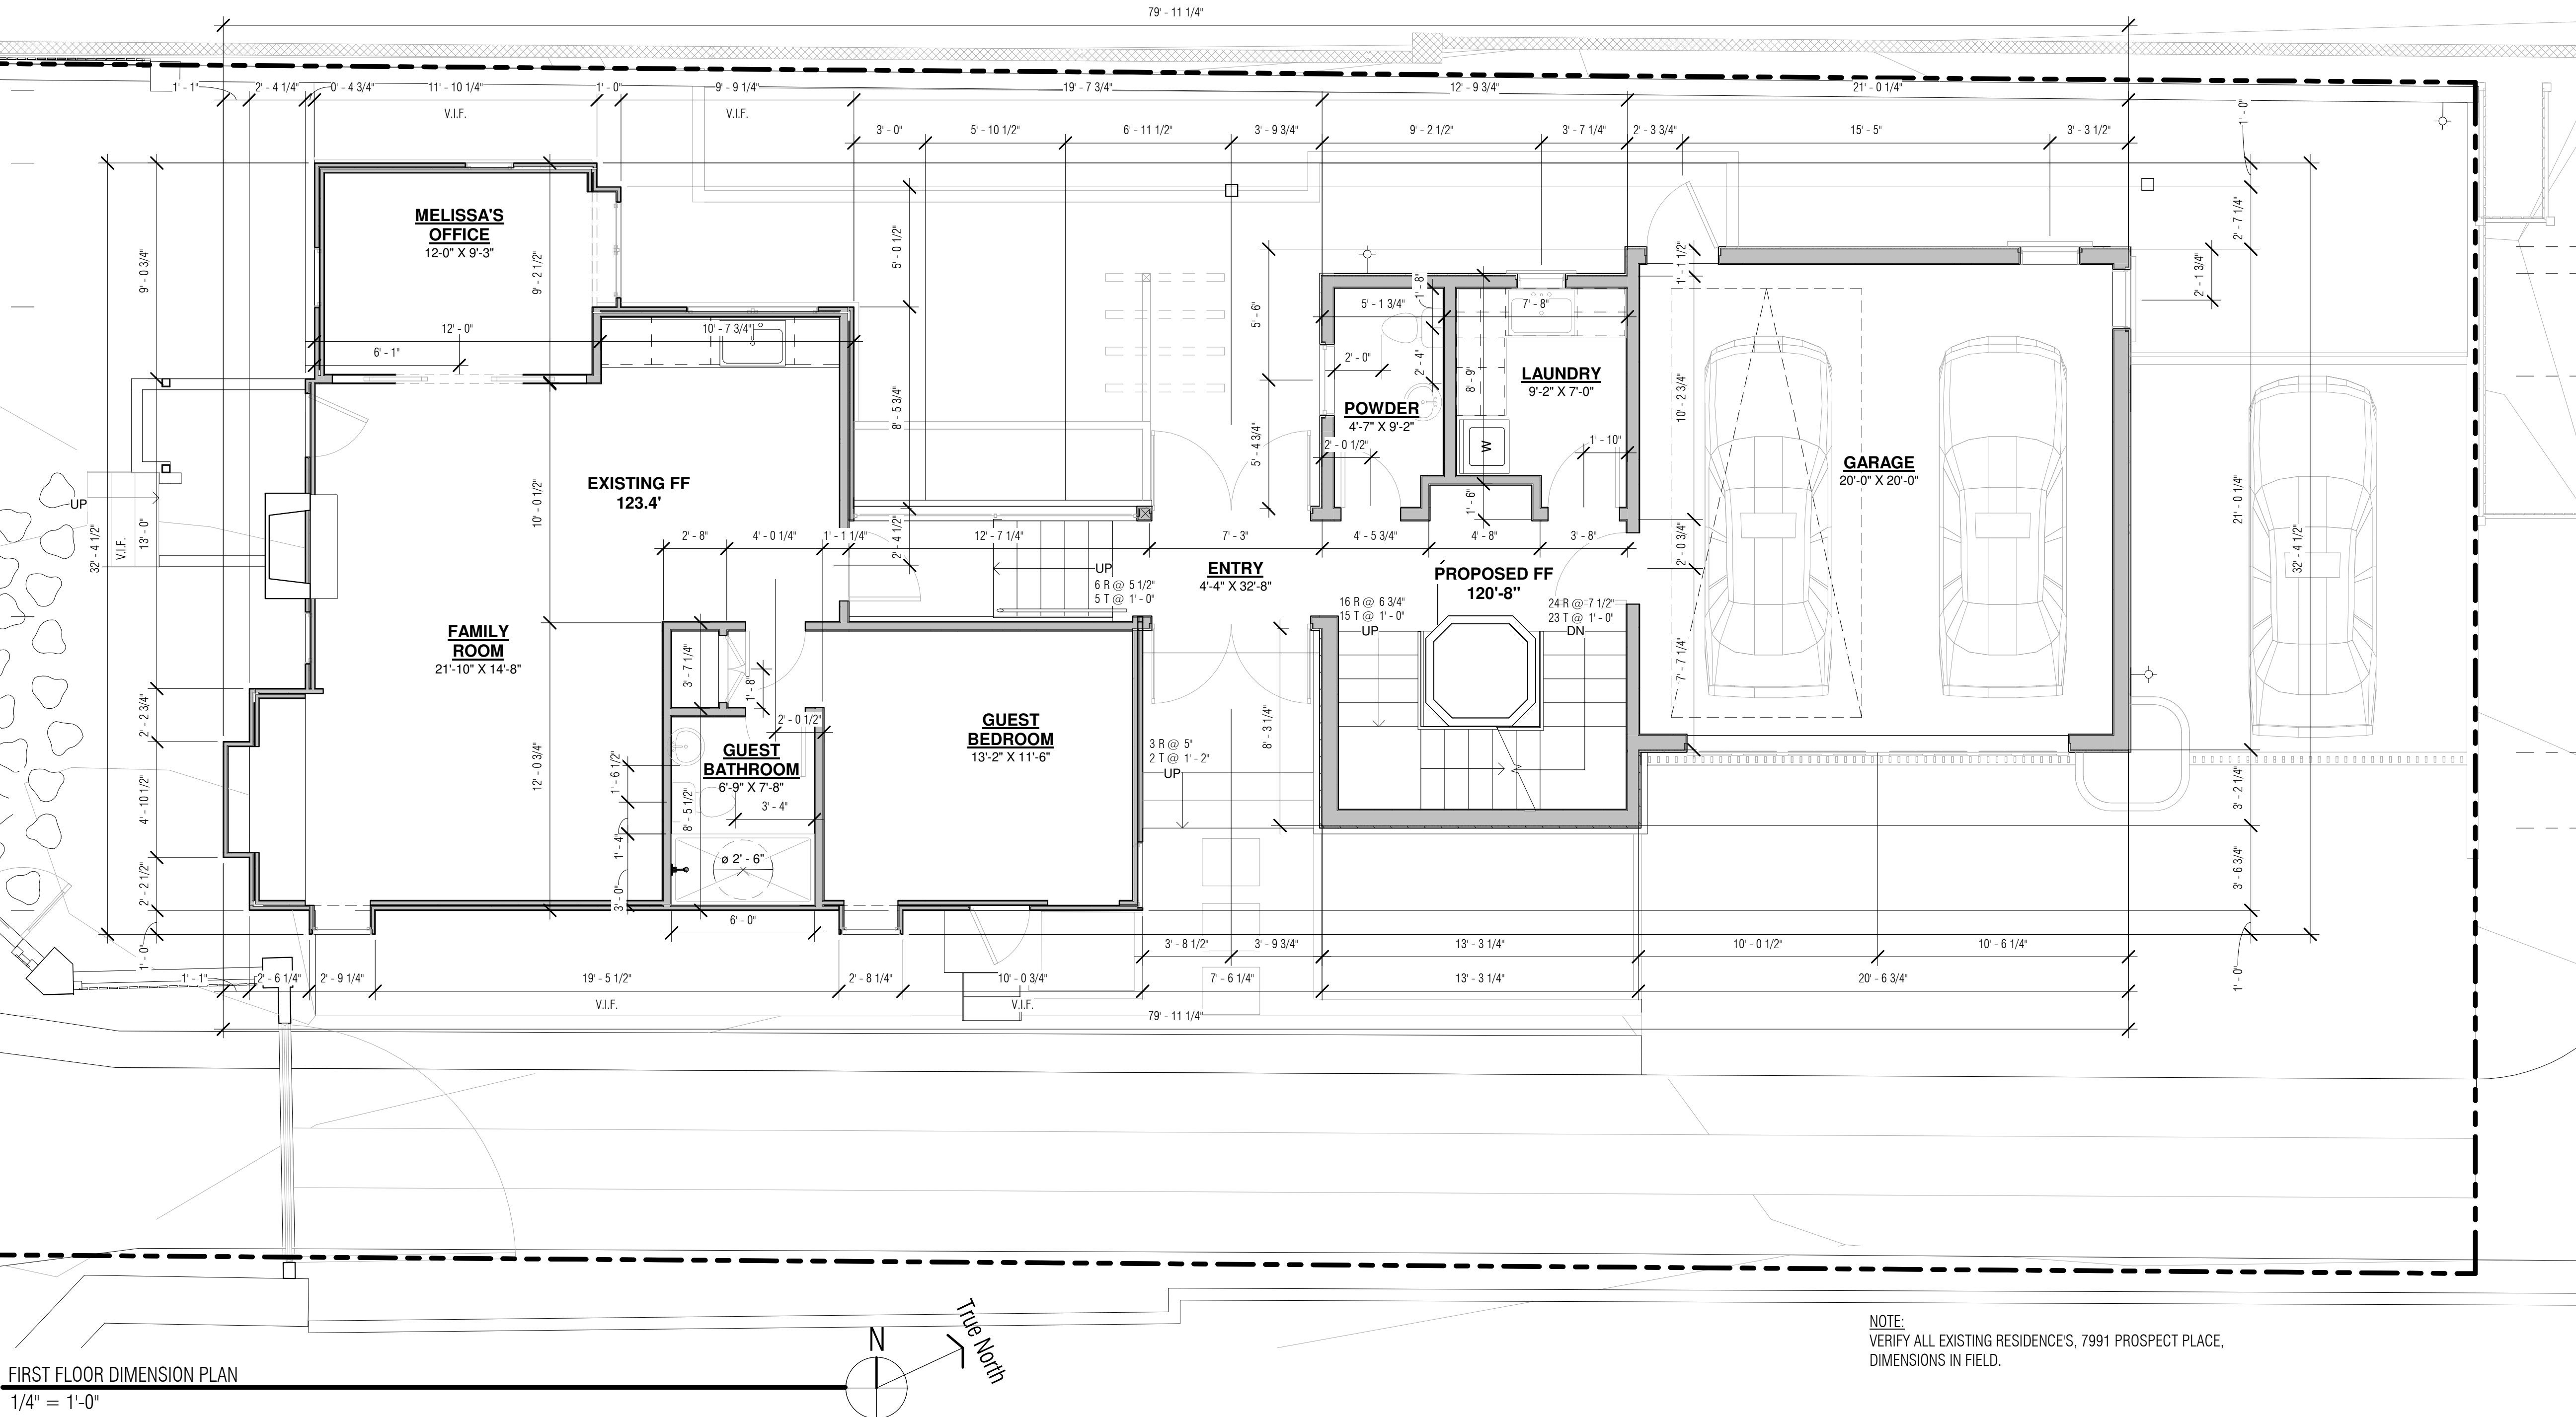 79' - 11 1/4"
1' - 1"
2' - 4 1/4"
0' - 4 3/4"
11' - 10 1/4"
1' - 0"
9' - 9 1/4"
19' - 7 3/4"
12' - 9 3/4"
21' - 0 1/4"
V.I.F.
V.I.F.
3' - 0"
5' - 10 1/2"
6' - 11 1/2"
3' - 9 3/4"
9' - 2 1/2"
3' - 7 1/4"
2' - 3 3/4"
15' - 5"
3' - 3 1/2"
1' - 0"
2' - 7 1/4"
2' - 1 3/4"
21' - 0 1/4"
32' - 4 1/2"
3' - 2 1/4"
3' - 6 3/4"
1' - 0"
9' - 0 3/4"
32' - 4 1/2"
V.I.F.
13' - 0"
UP
2' - 2 3/4"
4' - 10 1/2"
2' - 2 1/2"
1' - 0"
MELISSA'S
OFFICE
12-0" X 9'-3"
9' - 2 1/2"
12' - 0"
10' - 7 3/4"
6' - 1"
5' - 0 1/2"
8' - 5 3/4"
2' - 4 1/2"
EXISTING FF
123.4'
10' - 0 1/2"
12' - 0 3/4"
FAMILY
ROOM
21'-10" X 14'-8"
2' - 8"
4' - 0 1/4"
1' - 1 1/4"
12' - 7 1/4"
7' - 3"
4' - 5 3/4"
4' - 8"
3' - 8"
UP
6 R @ 5 1/2"
5 T @ 1' - 0"
ENTRY
4'-4" X 32'-8"
PROPOSED FF
120'-8"
16 R @ 6 3/4"
15 T @ 1' - 0"
UP
24 R @ 7 1/2"
23 T @ 1' - 0"
DN
5' - 6"
5' - 4 3/4"
5' - 1 3/4"
1' - 8"
7' - 8"
2' - 0"
2' - 4"
8' - 9"
POWDER
4'-7" X 9'-2"
LAUNDRY
9'-2" X 7'-0"
W
2' - 0 1/2"
1' - 10"
1' - 6"
1' - 1 1/2"
10' - 2 3/4"
2' - 0 3/4"
7' - 7 1/4"
GARAGE
20'-0" X 20'-0"
3' - 7 1/4"
1' - 8"
2' - 0 1/2"
GUEST
BATHROOM
6'-9" X 7'-8"
1' - 6 1/2"
8' - 5 1/2"
3' - 4"
1' - 4"
3' - 0"
ø 2' - 6"
6' - 0"
GUEST
BEDROOM
13'-2" X 11'-6"
3 R @ 5"
2 T @ 1' - 2"
UP
8' - 3 1/4"
3' - 8 1/2"
3' - 9 3/4"
13' - 3 1/4"
10' - 0 1/2"
10' - 6 1/4"
1' - 1"
2' - 6 1/4"
2' - 9 1/4"
19' - 5 1/2"
2' - 8 1/4"
10' - 0 3/4"
7' - 6 1/4"
13' - 3 1/4"
20' - 6 3/4"
V.I.F.
V.I.F.
79' - 11 1/4"
N
True North
NOTE:
VERIFY ALL EXISTING RESIDENCE'S, 7991 PROSPECT PLACE,
DIMENSIONS IN FIELD.
FIRST FLOOR DIMENSION PLAN
1/4" = 1'-0"